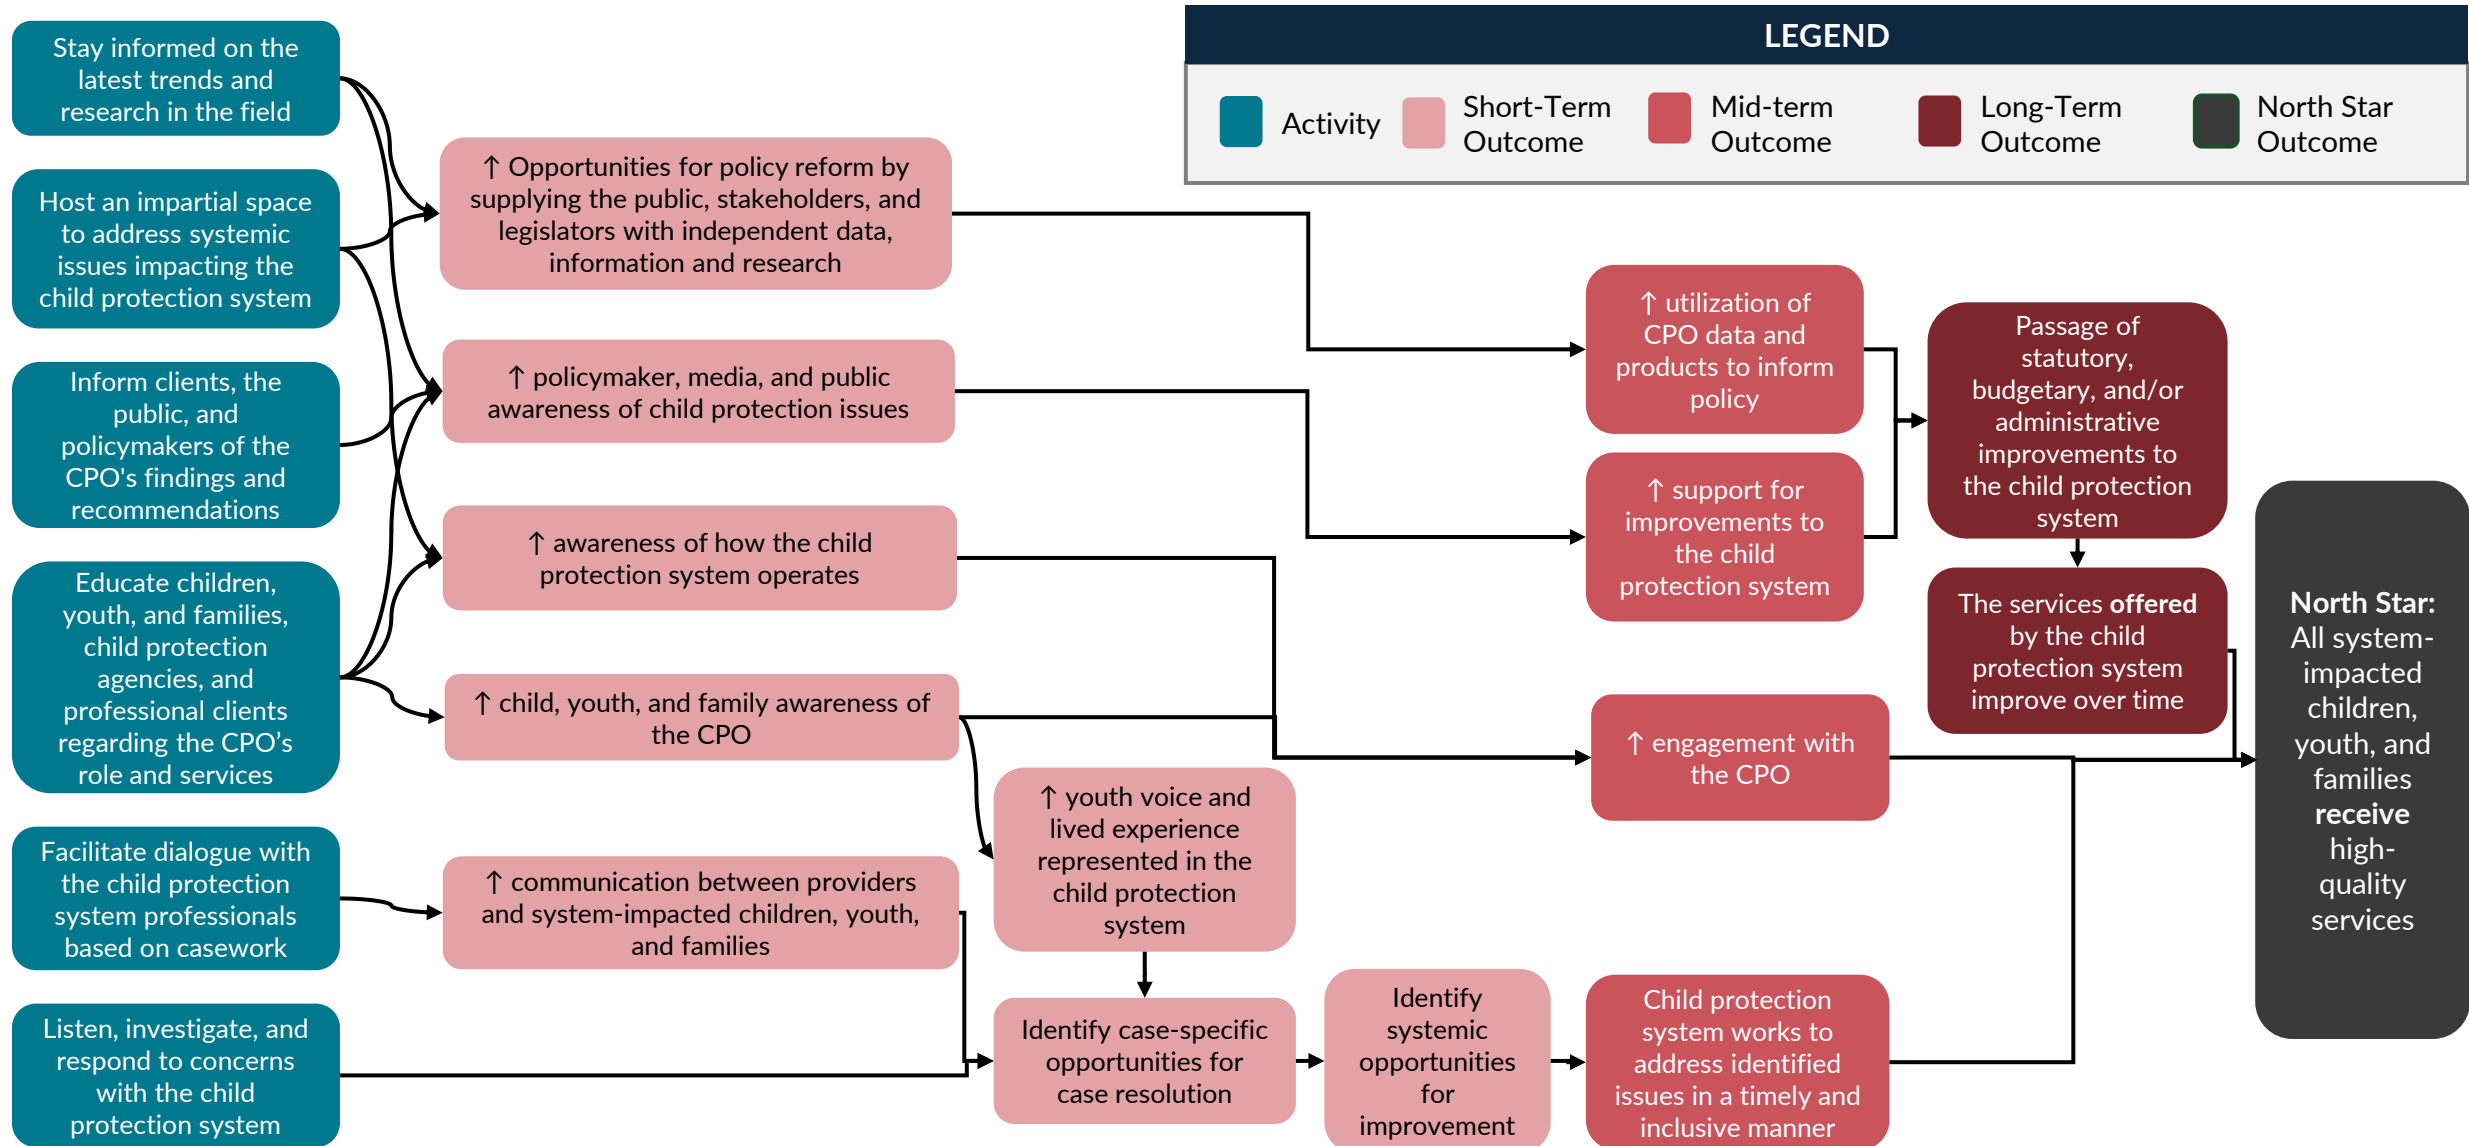 LEGEND
Activity
Short-Term
Outcome
Mid-term
Outcome
Long-Term
Outcome
North Star
Outcome
Stay informed on the
latest trends and
research in the field
Host an impartial space
to address systemic
issues impacting the
child protection system
Inform clients, the
public, and
policymakers of the
CPO's findings and
recommendations
Educate children,
youth, and families,
child protection
agencies, and
professional clients
regarding the CPO’s
role and services
Facilitate dialogue with
the child protection
system professionals
based on casework
Listen, investigate, and
respond to concerns
with the child
protection system
↑ Opportunities for policy reform by
supplying the public, stakeholders, and
legislators with independent data,
information and research
↑ policymaker, media, and public
awareness of child protection issues
↑ awareness of how the child
protection system operates
↑ child, youth, and family awareness of
the CPO
↑ communication between providers
and system-impacted children, youth,
and families
↑ youth voice and
lived experience
represented in the
child protection
system
Identify case-specific
opportunities for
case resolution
Identify
systemic
opportunities
for
improvement
↑ utilization of
CPO data and
products to inform
policy
↑ support for
improvements to
the child
protection system
↑ engagement with
the CPO
Child protection
system works to
address identified
issues in a timely and
inclusive manner
Passage of
statutory,
budgetary, and/or
administrative
improvements to
the child protection
system
The services offered
by the child
protection system
improve over time
North Star:
All system-
impacted
children,
youth, and
families
receive
high-
quality
services